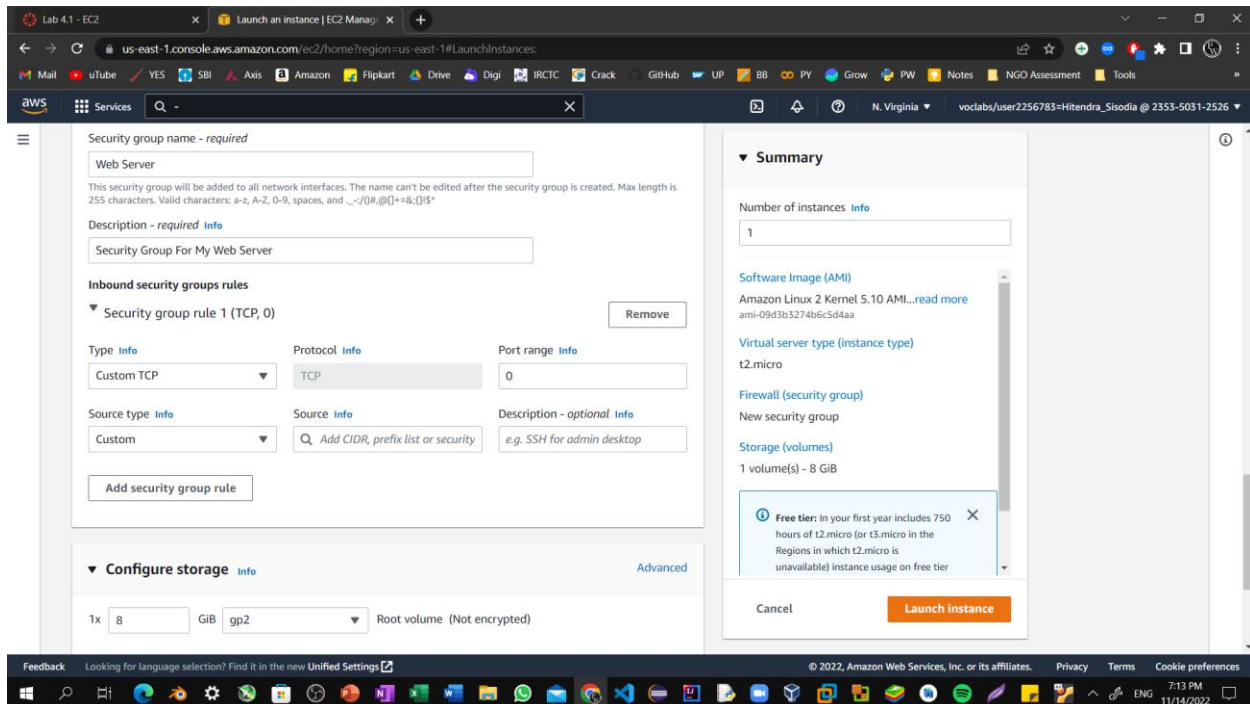 Lab 4.1 - EC2
Launch an instance | EC2 Manag
us-east-1.console.aws.amazon.com/ec2/home?region=us-east-1#LaunchInstances:
Mail uTube YES SBI Axis Amazon Flipkart Drive Digi IRCTC Crack GitHub UP BB PY Grow PW Notes NGO Assessment Tools »
aws Services - N. Virginia ▼ voclabs/user2256783=Hitendra_Sisodia @ 2353-5031-2526 ▼
Security group name - required
Web Server
This security group will be added to all network interfaces. The name can't be edited after the security group is created. Max length is
255 characters. Valid characters: a-z, A-Z, 0-9, spaces, and ._-:/()#,@[]+=&;{}!$*
Description - required Info
Security Group For My Web Server
Inbound security groups rules
▼ Security group rule 1 (TCP, 0)
Remove
Type Info Protocol Info Port range Info
Custom TCP TCP 0
Source type Info Source Info Description - optional Info
Custom Add CIDR, prefix list or security e.g. SSH for admin desktop
Add security group rule
▼ Configure storage Info Advanced
1x 8 GiB gp2 Root volume (Not encrypted)
▼ Summary
Number of instances Info
1
Software Image (AMI)
Amazon Linux 2 Kernel 5.10 AMI...read more
ami-09d3b3274b6c5d4aa
Virtual server type (instance type)
t2.micro
Firewall (security group)
New security group
Storage (volumes)
1 volume(s) - 8 GiB
Free tier: In your first year includes 750
hours of t2.micro (or t3.micro in the
Regions in which t2.micro is
unavailable) instance usage on free tier
Cancel Launch instance
Feedback Looking for language selection? Find it in the new Unified Settings © 2022, Amazon Web Services, Inc. or its affiliates. Privacy Terms Cookie preferences
ENG 7:13 PM
11/14/2022